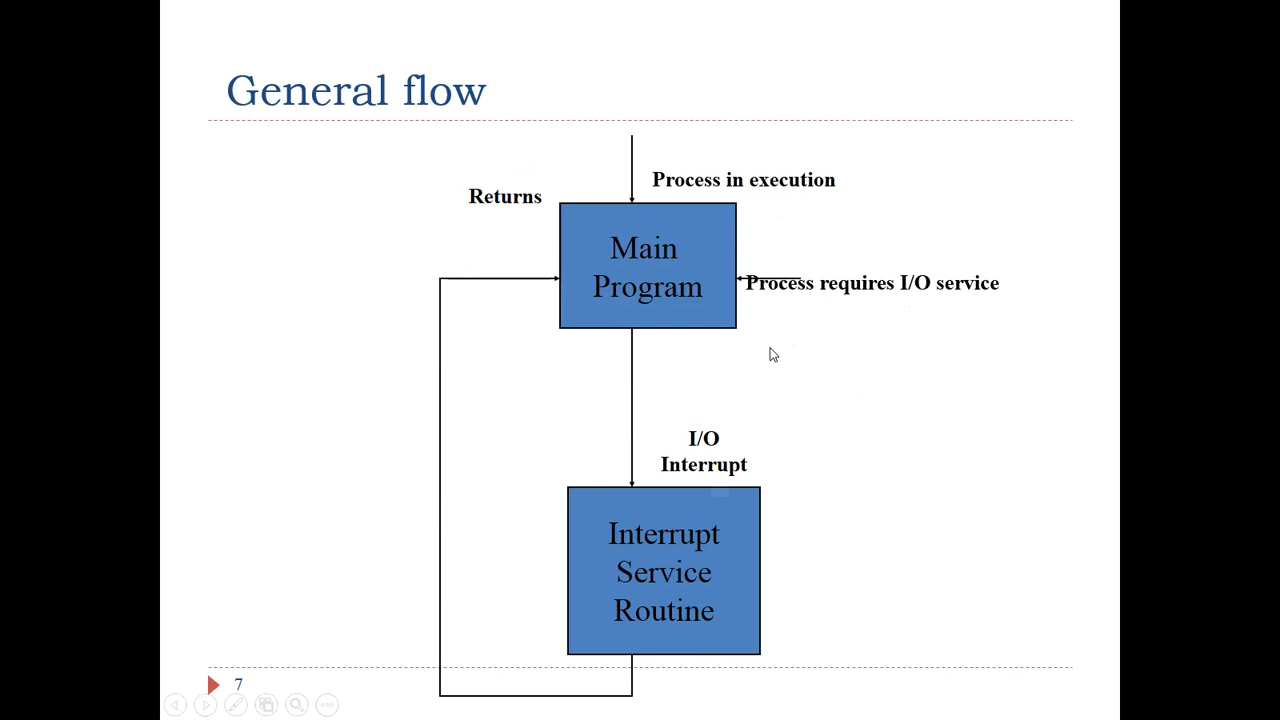 General flow
Process in execution
Returns
Main
Program
Process requires I/O service
I/O
Interrupt
Interrupt
Service
Routine
7